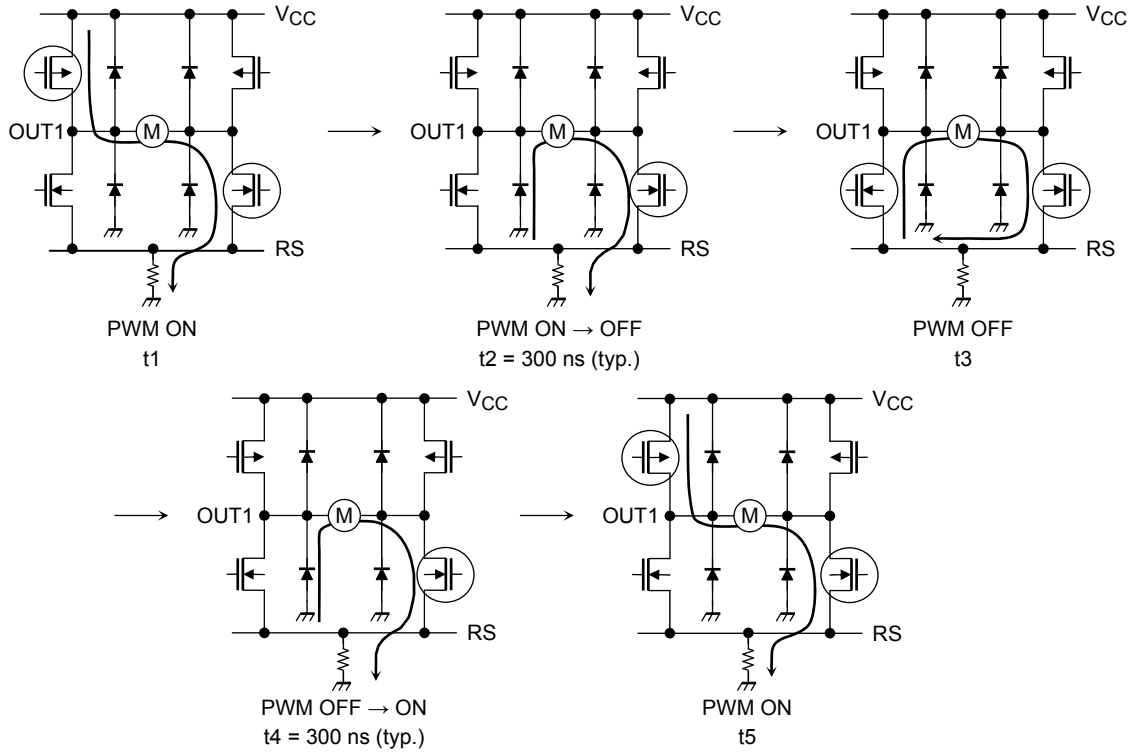 VCC
OUT1
M
RS
PWM ON
t1
VCC
OUT1
M
RS
PWM ON → OFF
t2 = 300 ns (typ.)
VCC
OUT1
M
RS
PWM OFF
t3
VCC
OUT1
M
RS
PWM OFF → ON
t4 = 300 ns (typ.)
VCC
OUT1
M
RS
PWM ON
t5